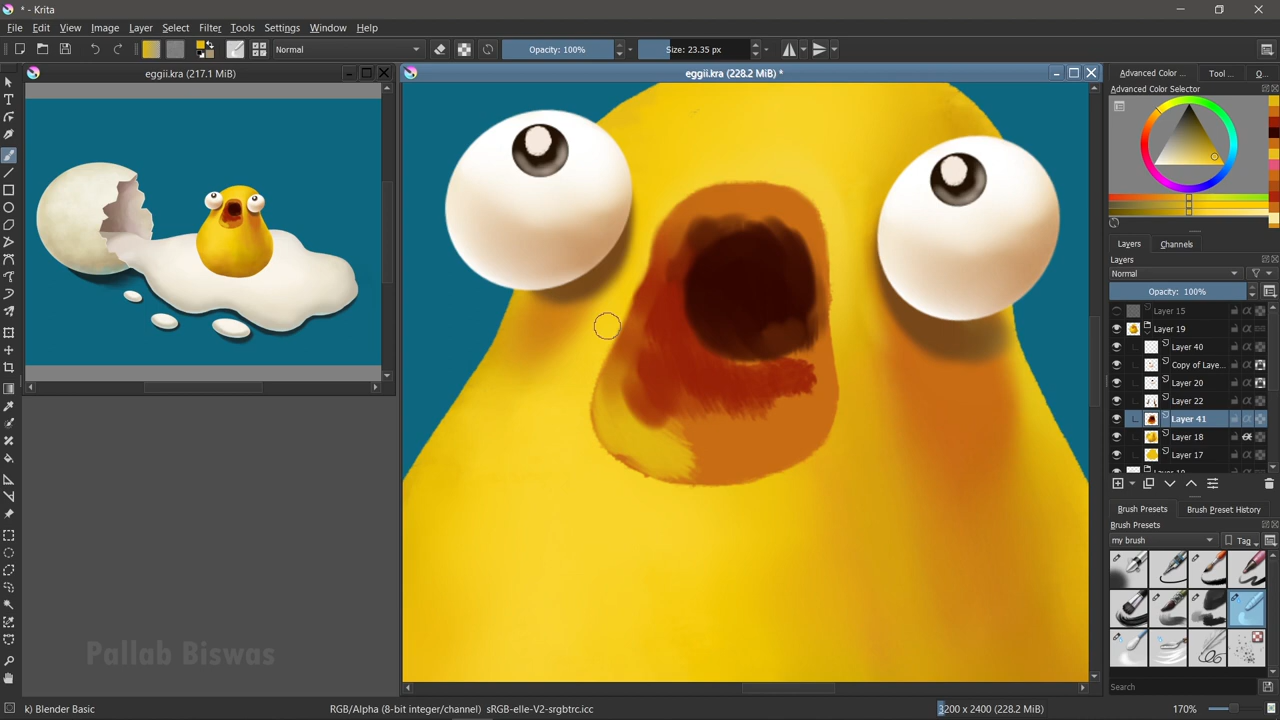 * - Krita
File Edit View Image Layer Select Filter Tools Settings Window Help
Normal Opacity: 100% Size: 23.35 px
eggii.kra (217.1 MiB)
eggii.kra (228.2 MiB) *
Advanced Color ... Tool ... O...
Advanced Color Selector
Layers Channels
Layers
Normal
Opacity: 100%
Layer 15
Layer 19
Layer 40
Copy of Laye...
Layer 20
Layer 22
Layer 41
Layer 18
Layer 17
Brush Presets Brush Preset History
Brush Presets
my brush Tag
Search
Pallab Biswas
k) Blender Basic RGB/Alpha (8-bit integer/channel) sRGB-elle-V2-srgbtrc.icc 3200 x 2400 (228.2 MiB) 170%